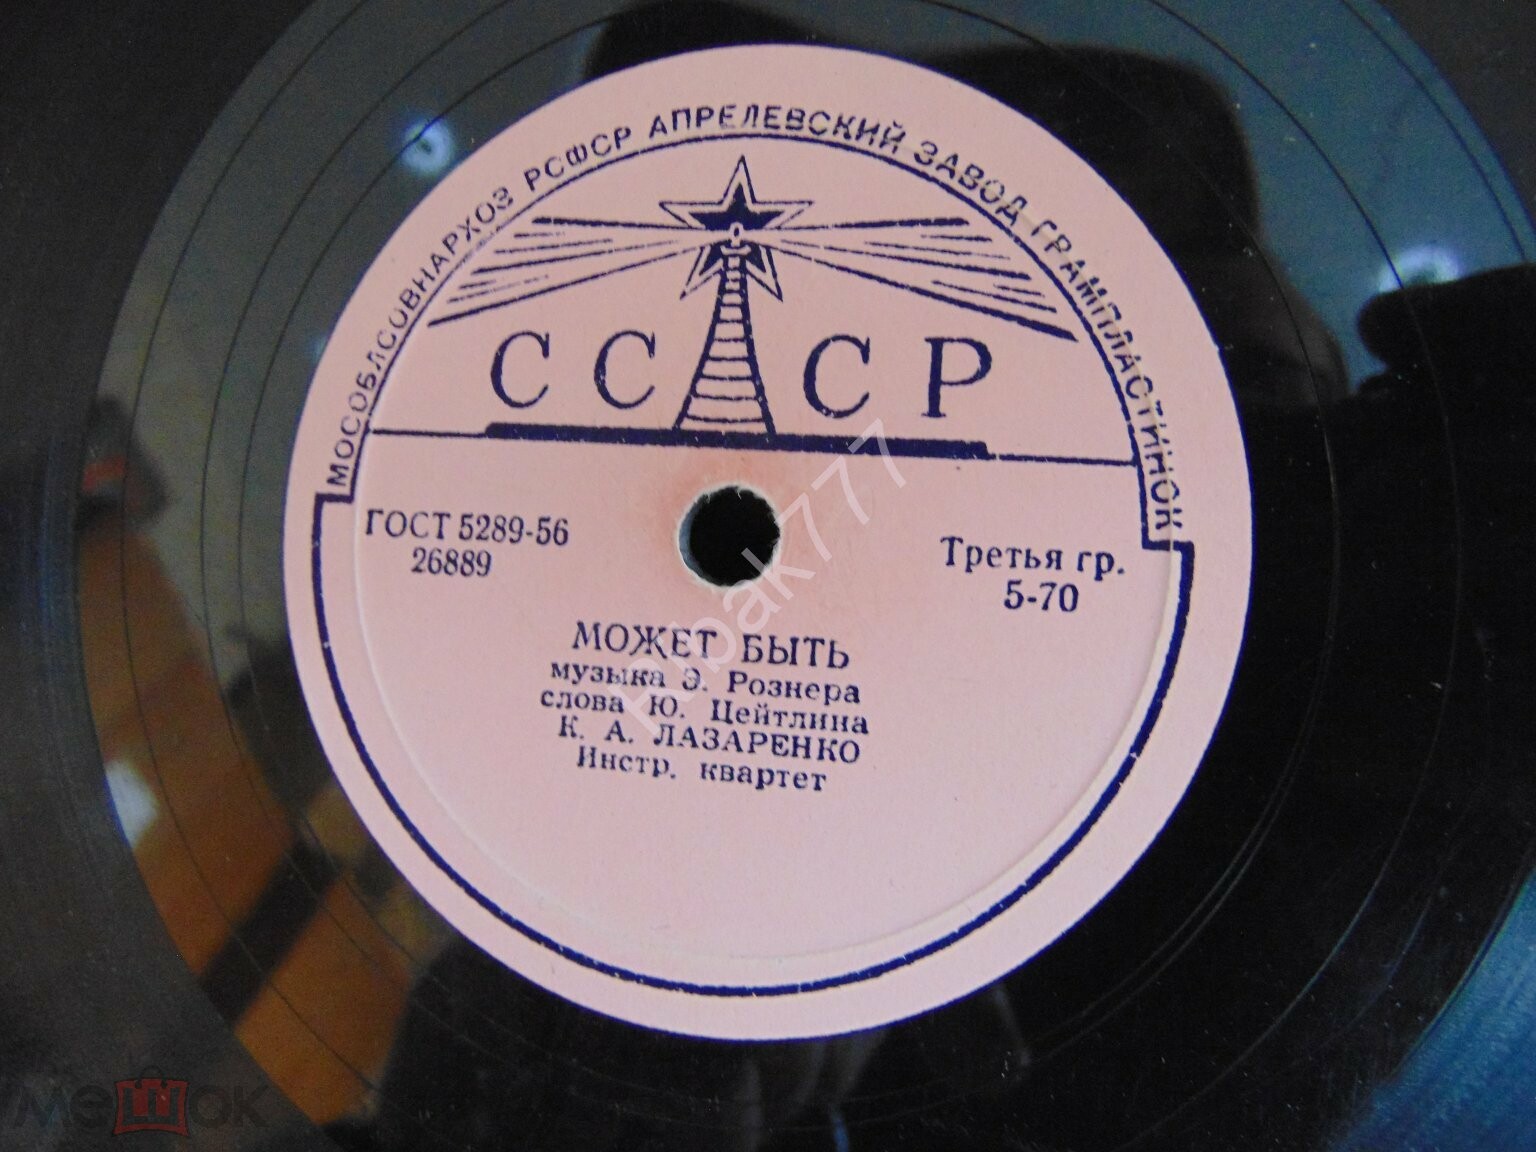 МОСОБЛСОВНАРХОЗ РСФСР АПРЕЛЕВСКИЙ ЗАВОД ГРАМПЛАСТИНОК
СССР
ГОСТ 5289-56
26889
Третья гр.
5-70
МОЖЕТ БЫТЬ
музыка Э. Рознера
слова Ю. Цейтлина
К. А. ЛАЗАРЕНКО
Инстр. квартет
Ribak777
мешок